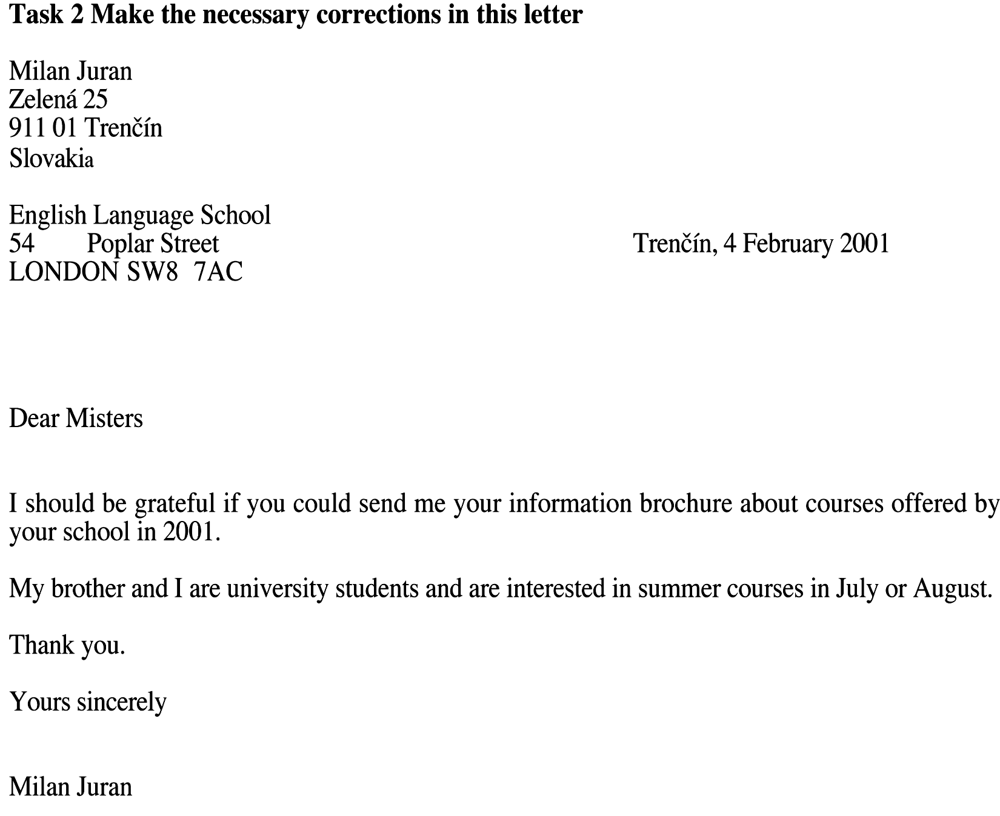 Task 2 Make the necessary corrections in this letter
Milan Juran
Zelená 25
911 01 Trenčín
Slovakia
English Language School
54 Poplar Street Trenčín, 4 February 2001
LONDON SW8 7AC
Dear Misters
I should be grateful if you could send me your information brochure about courses offered by
your school in 2001.
My brother and I are university students and are interested in summer courses in July or August.
Thank you.
Yours sincerely
Milan Juran